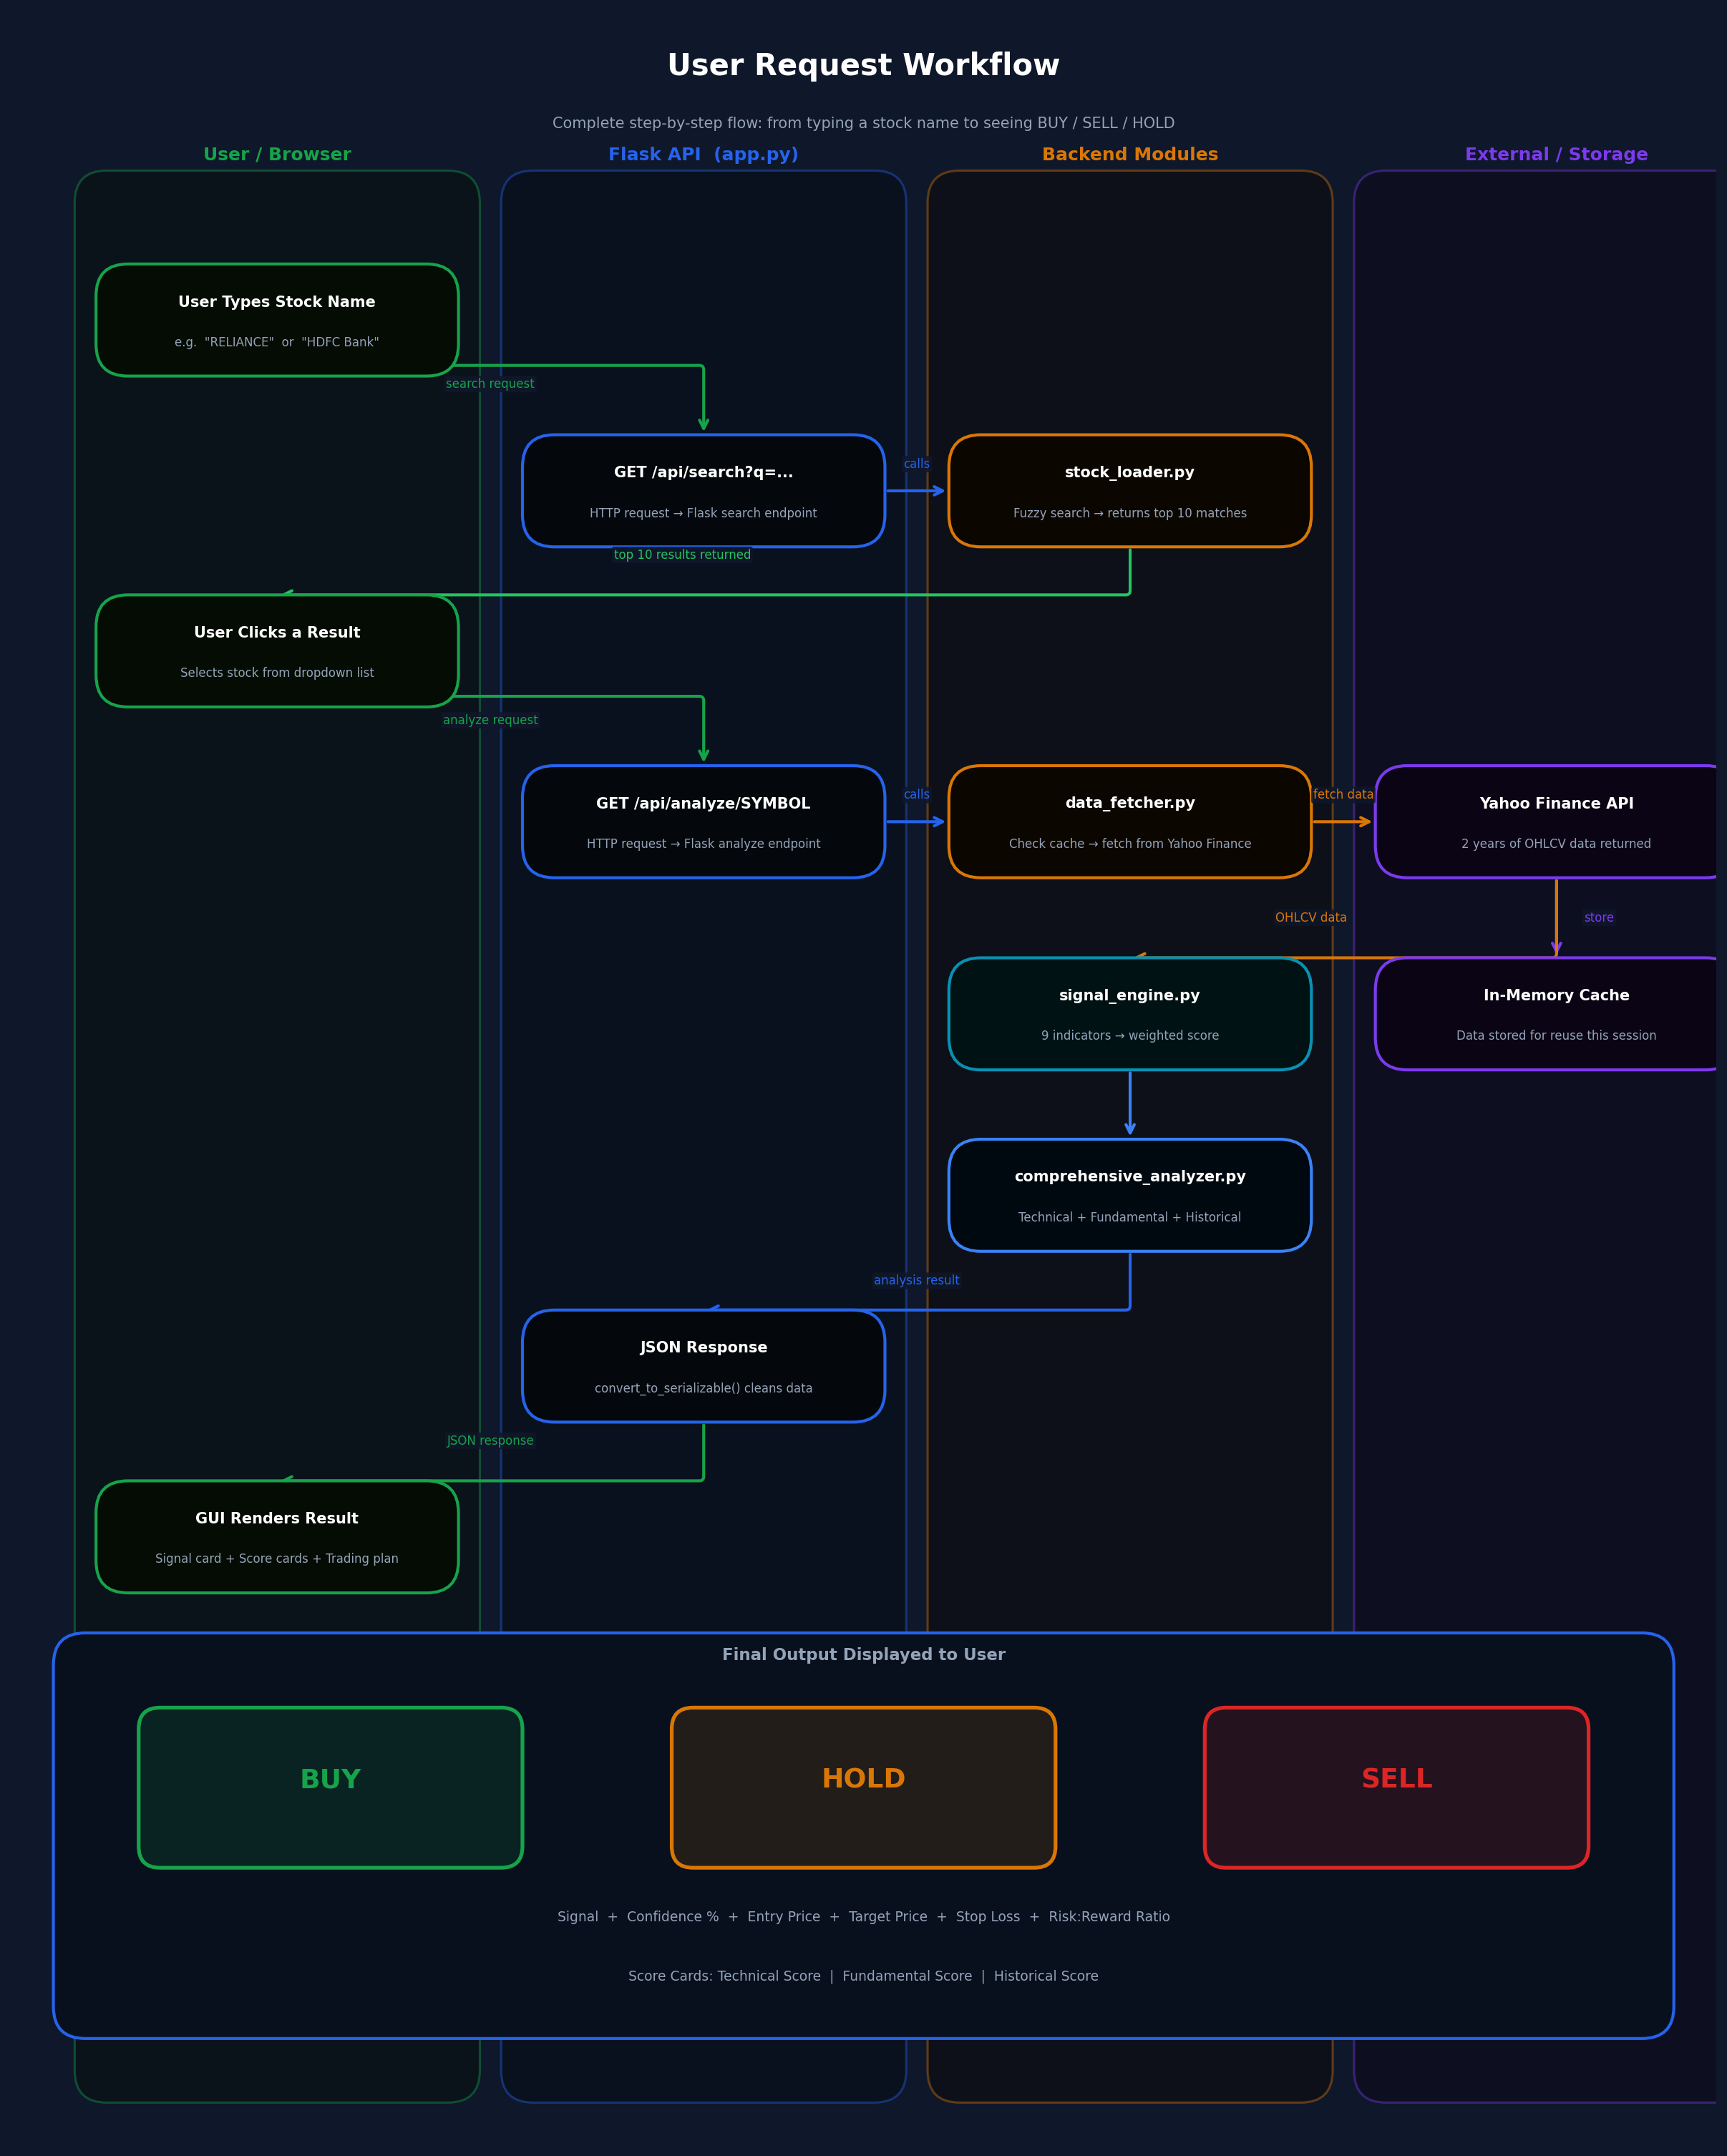 User Request Workflow
Complete step-by-step flow: from typing a stock name to seeing BUY / SELL / HOLD
User / Browser
Flask API  (app.py)
Backend Modules
External / Storage
User Types Stock Name
e.g.  "RELIANCE"  or  "HDFC Bank"
search request
GET /api/search?q=...
HTTP request → Flask search endpoint
calls
stock_loader.py
Fuzzy search → returns top 10 matches
top 10 results returned
User Clicks a Result
Selects stock from dropdown list
analyze request
GET /api/analyze/SYMBOL
HTTP request → Flask analyze endpoint
calls
data_fetcher.py
Check cache → fetch from Yahoo Finance
fetch data
Yahoo Finance API
2 years of OHLCV data returned
OHLCV data
store
signal_engine.py
9 indicators → weighted score
In-Memory Cache
Data stored for reuse this session
comprehensive_analyzer.py
Technical + Fundamental + Historical
analysis result
JSON Response
convert_to_serializable() cleans data
JSON response
GUI Renders Result
Signal card + Score cards + Trading plan
Final Output Displayed to User
BUY
HOLD
SELL
Signal  +  Confidence %  +  Entry Price  +  Target Price  +  Stop Loss  +  Risk:Reward Ratio
Score Cards: Technical Score  |  Fundamental Score  |  Historical Score